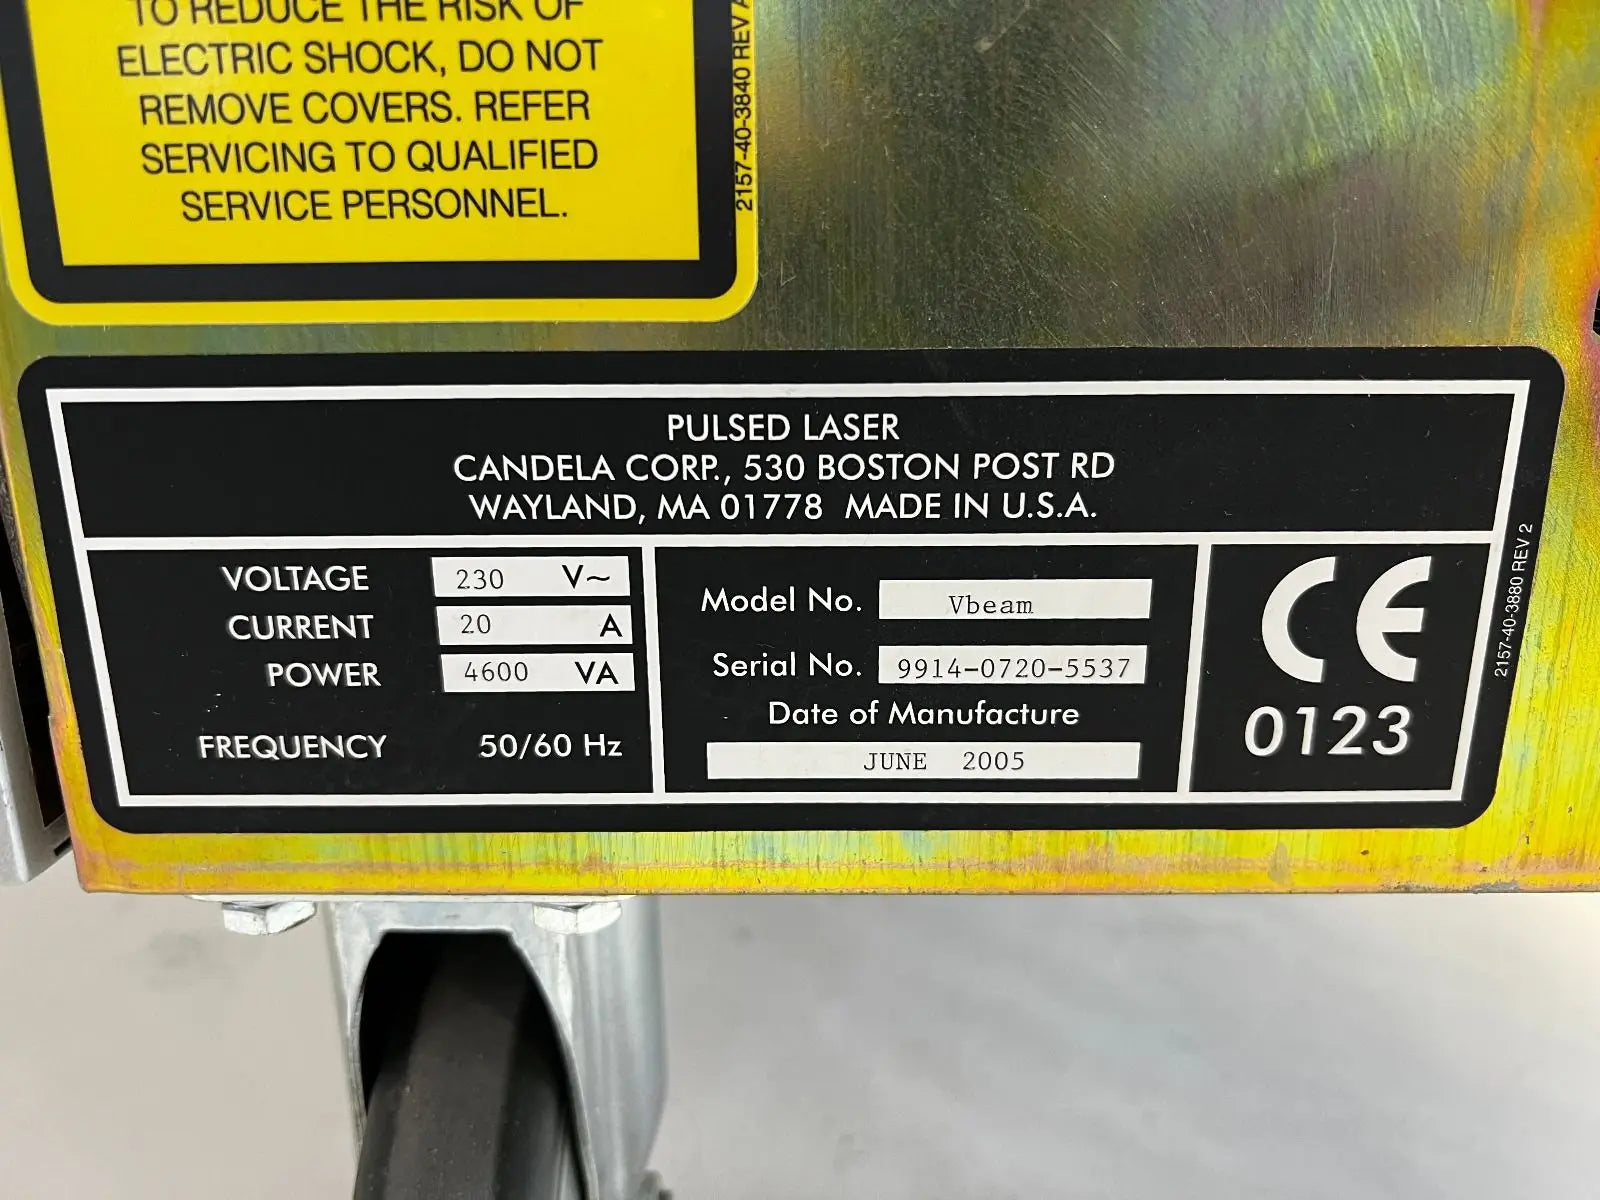 TO REDUCE THE RISK OF
ELECTRIC SHOCK, DO NOT
REMOVE COVERS. REFER
SERVICING TO QUALIFIED
SERVICE PERSONNEL.
2157-40-3840 REV A
PULSED LASER
CANDELA CORP., 530 BOSTON POST RD
WAYLAND, MA 01778 MADE IN U.S.A.
VOLTAGE 230 V~
CURRENT 20 A
POWER 4600 VA
FREQUENCY 50/60 Hz
Model No. Vbeam
Serial No. 9914-0720-5537
Date of Manufacture
JUNE 2005
CE
0123
2157-40-3880 REV 2